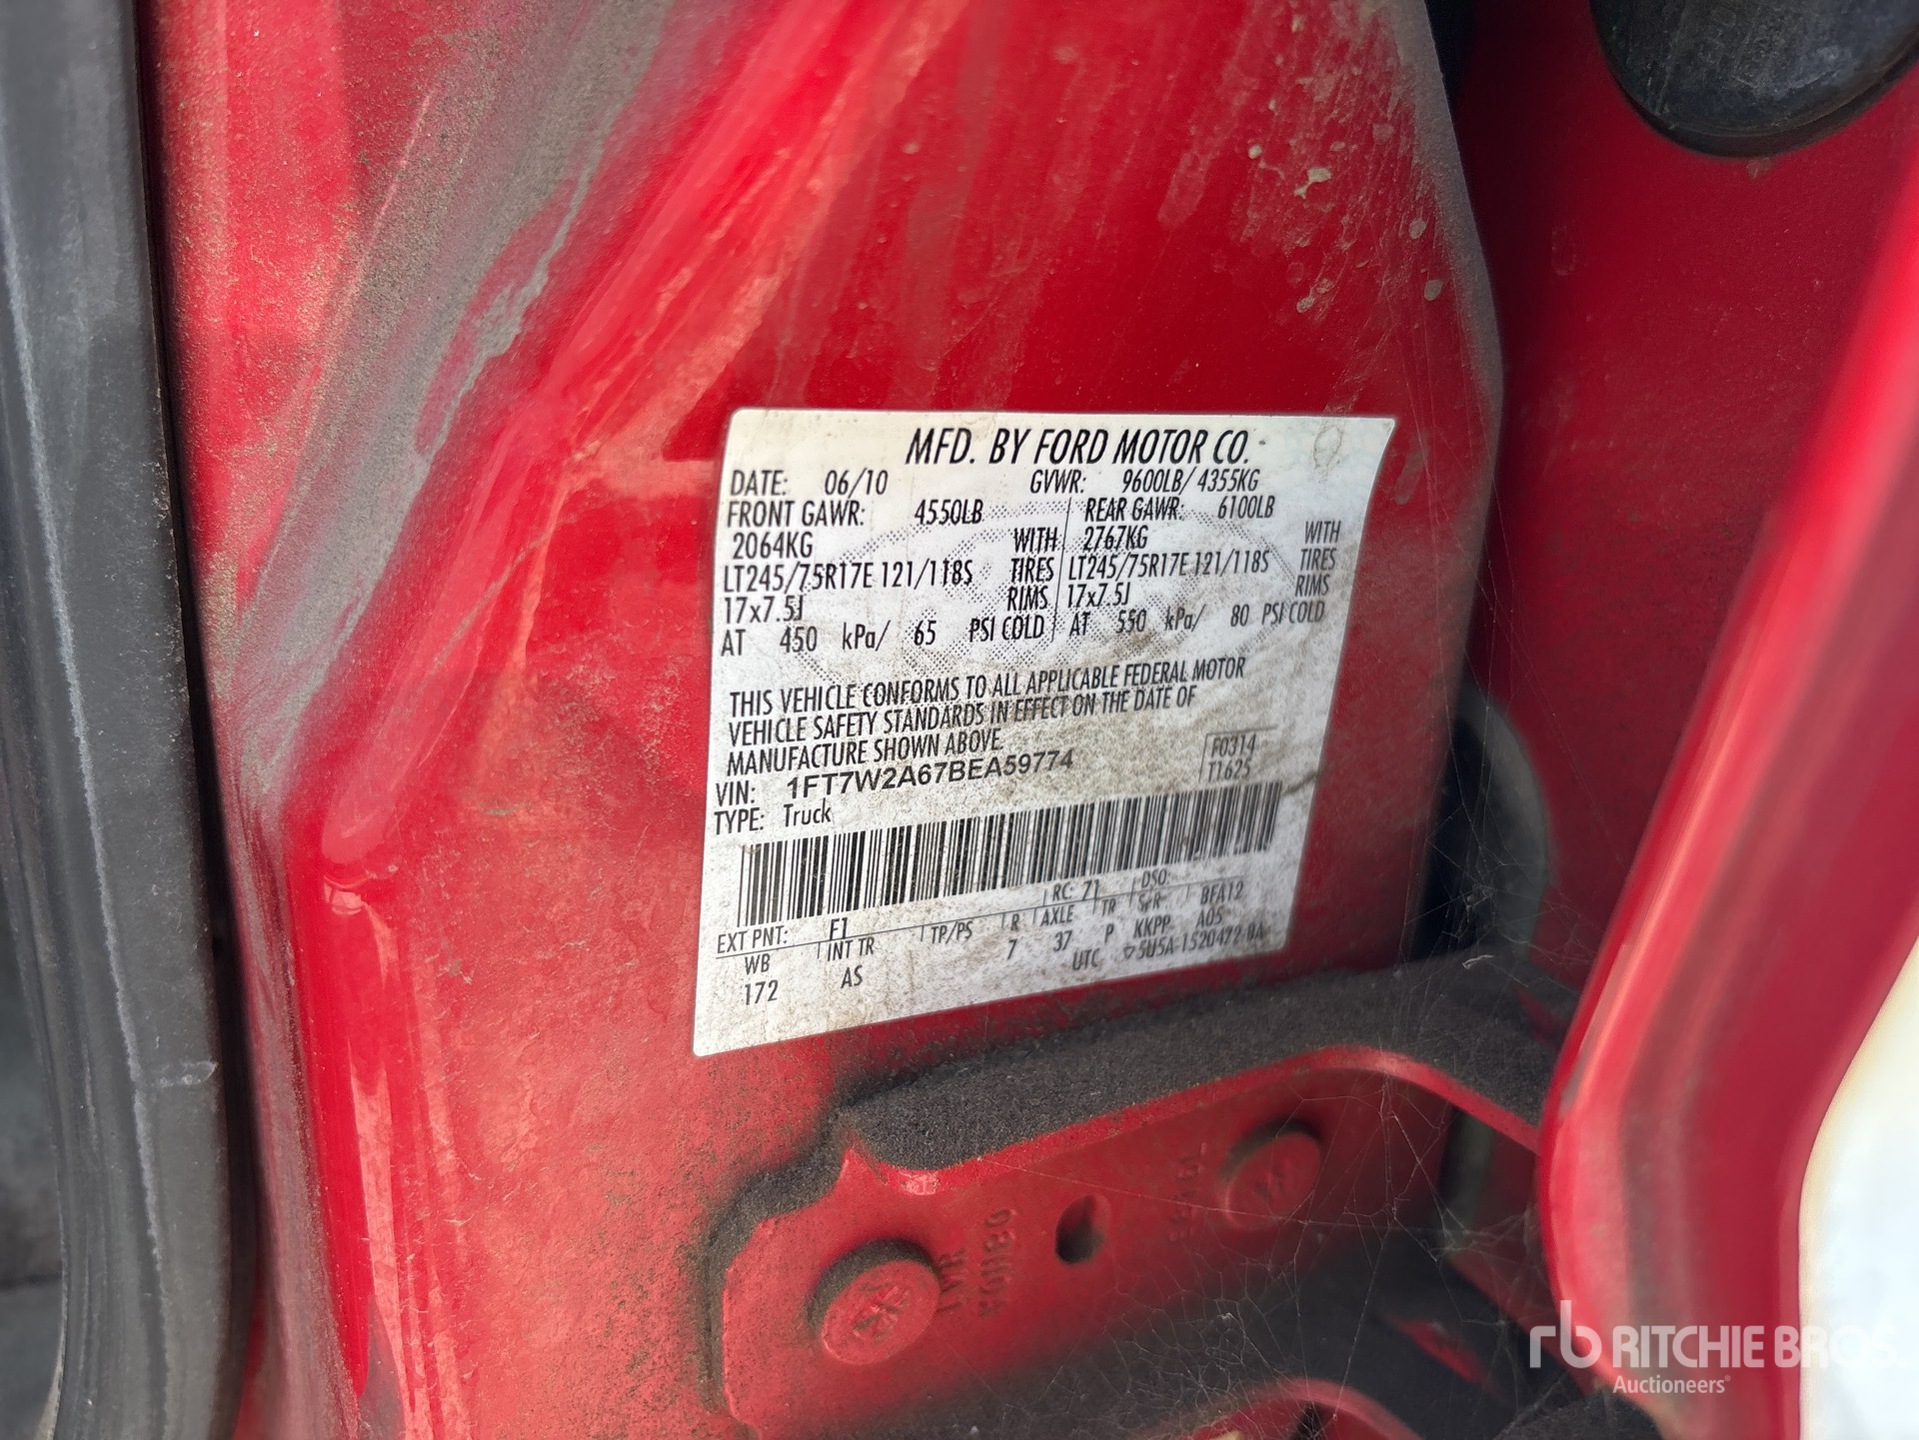 MFD. BY FORD MOTOR CO.
DATE: 06/10 GVWR: 9600LB/ 4355KG
FRONT GAWR: 4550LB REAR GAWR: 6100LB
2064KG WITH 2767KG WITH
LT245/75R17E 121/118S TIRES LT245/75R17E 121/118S TIRES
17x7.5J RIMS 17x7.5J RIMS
AT 450 kPa/ 65 PSI COLD AT 550 kPa/ 80 PSI COLD
THIS VEHICLE CONFORMS TO ALL APPLICABLE FEDERAL MOTOR
VEHICLE SAFETY STANDARDS IN EFFECT ON THE DATE OF
MANUFACTURE SHOWN ABOVE.
F0314
VIN: 1FT7W2A67BEA59774 T1625
TYPE: Truck
EXT PNT: F1 RC: 71 DSO:
WB INT TR TP/PS R AXLE TR S/R BFA12
172 AS 7 37 P KKPP A05
UTC ▽5U5A-1520472-BA
RITCHIE BROS.
Auctioneers